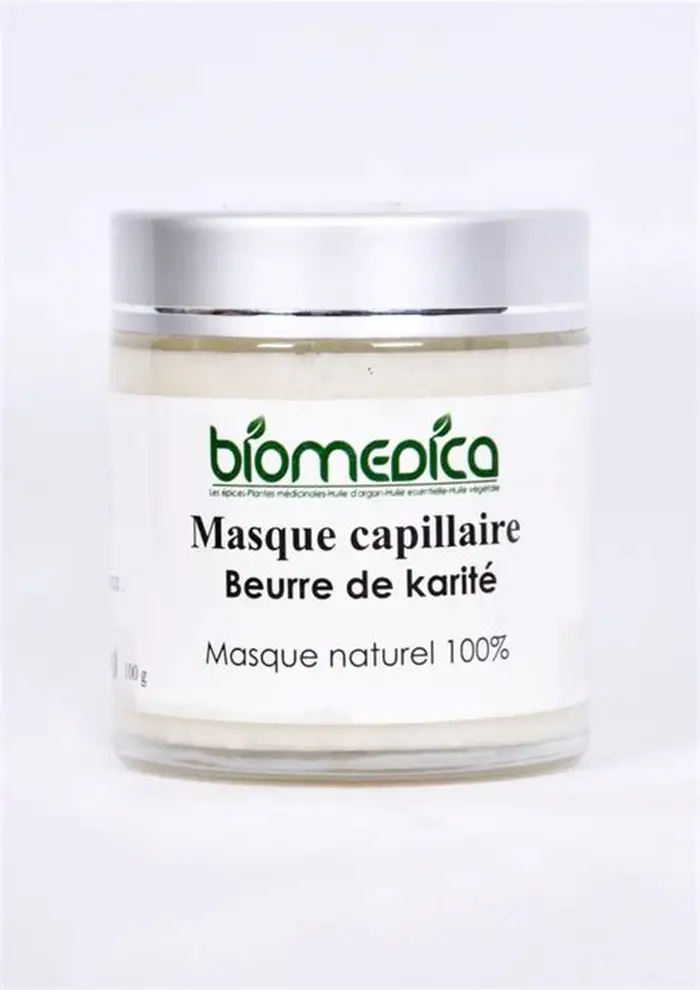 biomedica
Les épices-Plantes médicinales-Huile d'argan-Huile essentielle-Huile végétale
Masque capillaire
Beurre de karité
Masque naturel 100%
100 g